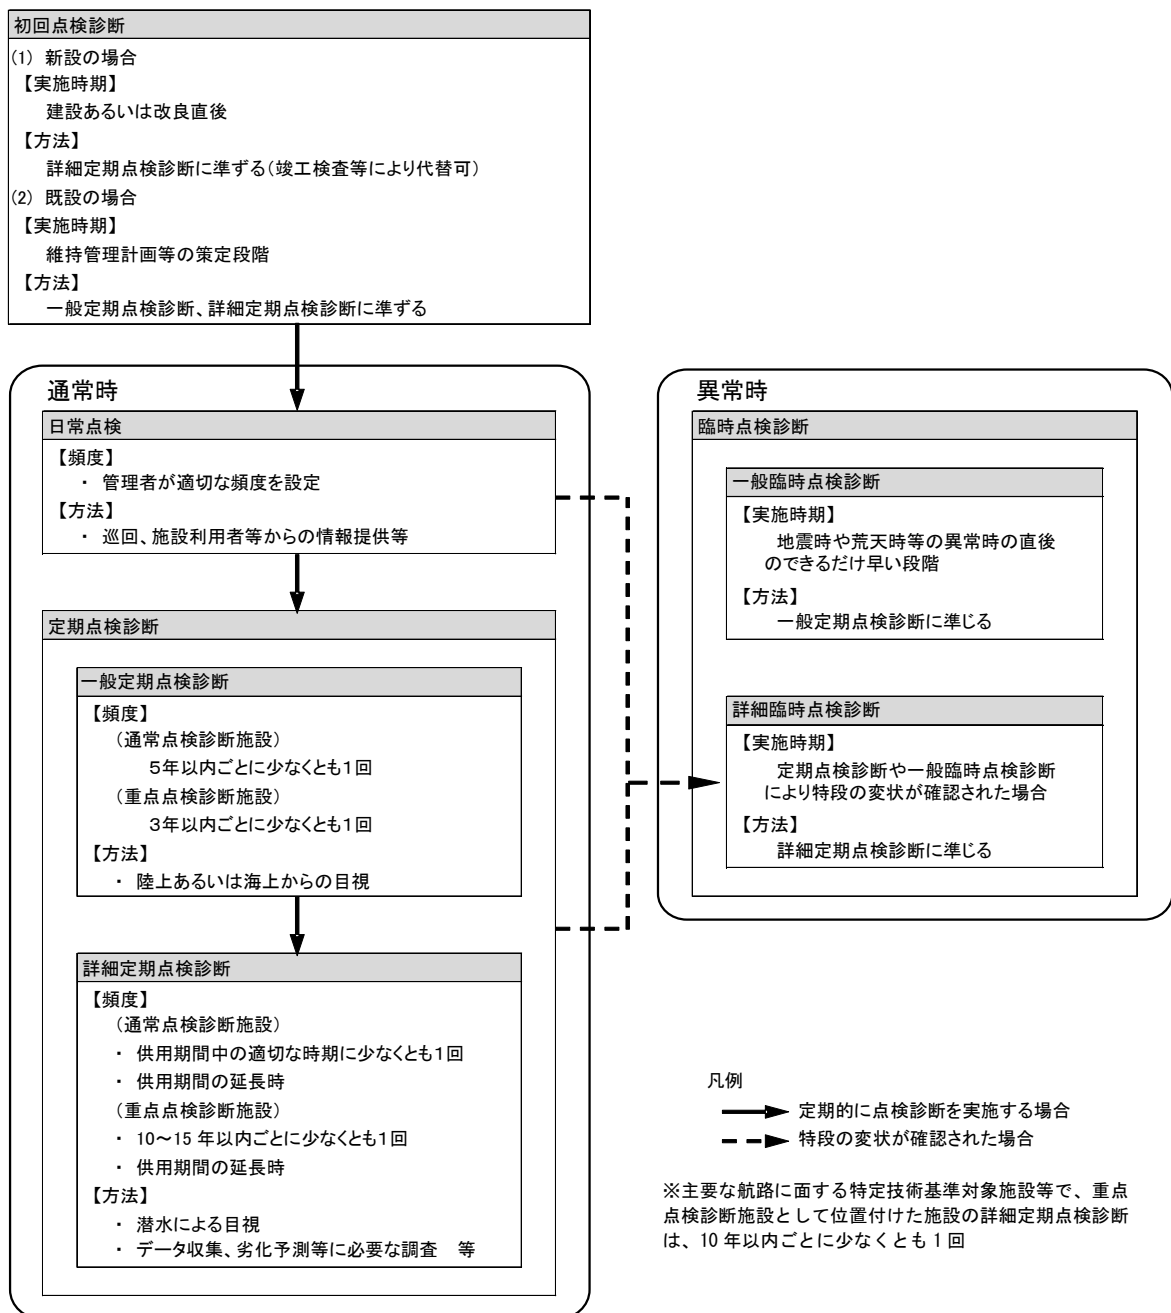 初回点検診断
(1) 新設の場合
【実施時期】
建設あるいは改良直後
【方法】
詳細定期点検診断に準ずる(竣工検査等により代替可)
(2) 既設の場合
【実施時期】
維持管理計画等の策定段階
【方法】
一般定期点検診断、詳細定期点検診断に準ずる
通常時
日常点検
【頻度】
・ 管理者が適切な頻度を設定
【方法】
・ 巡回、施設利用者等からの情報提供等
定期点検診断
一般定期点検診断
【頻度】
(通常点検診断施設)
5年以内ごとに少なくとも1回
(重点点検診断施設)
3年以内ごとに少なくとも1回
【方法】
・ 陸上あるいは海上からの目視
詳細定期点検診断
【頻度】
(通常点検診断施設)
・ 供用期間中の適切な時期に少なくとも1回
・ 供用期間の延長時
(重点点検診断施設)
・ 10~15 年以内ごとに少なくとも1回
・ 供用期間の延長時
【方法】
・ 潜水による目視
・ データ収集、劣化予測等に必要な調査 等
異常時
臨時点検診断
一般臨時点検診断
【実施時期】
地震時や荒天時等の異常時の直後
のできるだけ早い段階
【方法】
一般定期点検診断に準じる
詳細臨時点検診断
【実施時期】
定期点検診断や一般臨時点検診断
により特段の変状が確認された場合
【方法】
詳細定期点検診断に準じる
凡例
定期的に点検診断を実施する場合
特段の変状が確認された場合
※主要な航路に面する特定技術基準対象施設等で、重点
点検診断施設として位置付けた施設の詳細定期点検診断
は、10 年以内ごとに少なくとも 1 回